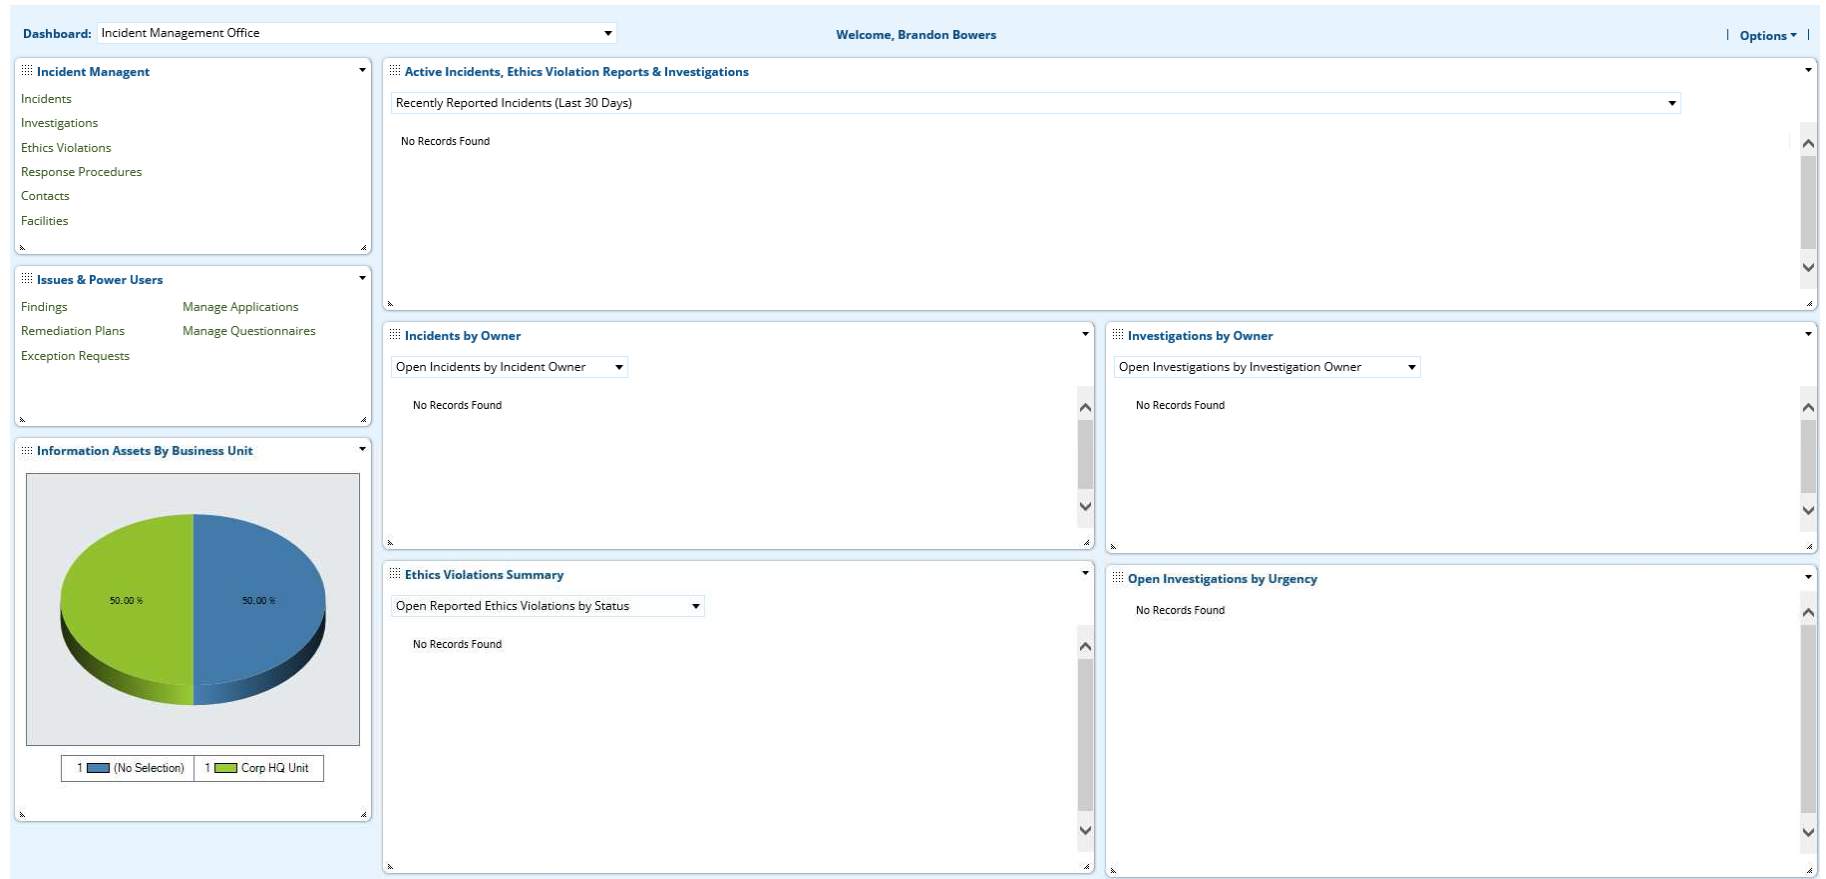 Dashboard: Incident Management Office
Welcome, Brandon Bowers
| Options |
Incident Managent
Incidents
Investigations
Ethics Violations
Response Procedures
Contacts
Facilities
Issues & Power Users
Findings Manage Applications
Remediation Plans Manage Questionnaires
Exception Requests
Information Assets By Business Unit
50.00 % 50.00 %
1 (No Selection) 1 Corp HQ Unit
Active Incidents, Ethics Violation Reports & Investigations
Recently Reported Incidents (Last 30 Days)
No Records Found
Incidents by Owner
Open Incidents by Incident Owner
No Records Found
Investigations by Owner
Open Investigations by Investigation Owner
No Records Found
Ethics Violations Summary
Open Reported Ethics Violations by Status
No Records Found
Open Investigations by Urgency
No Records Found